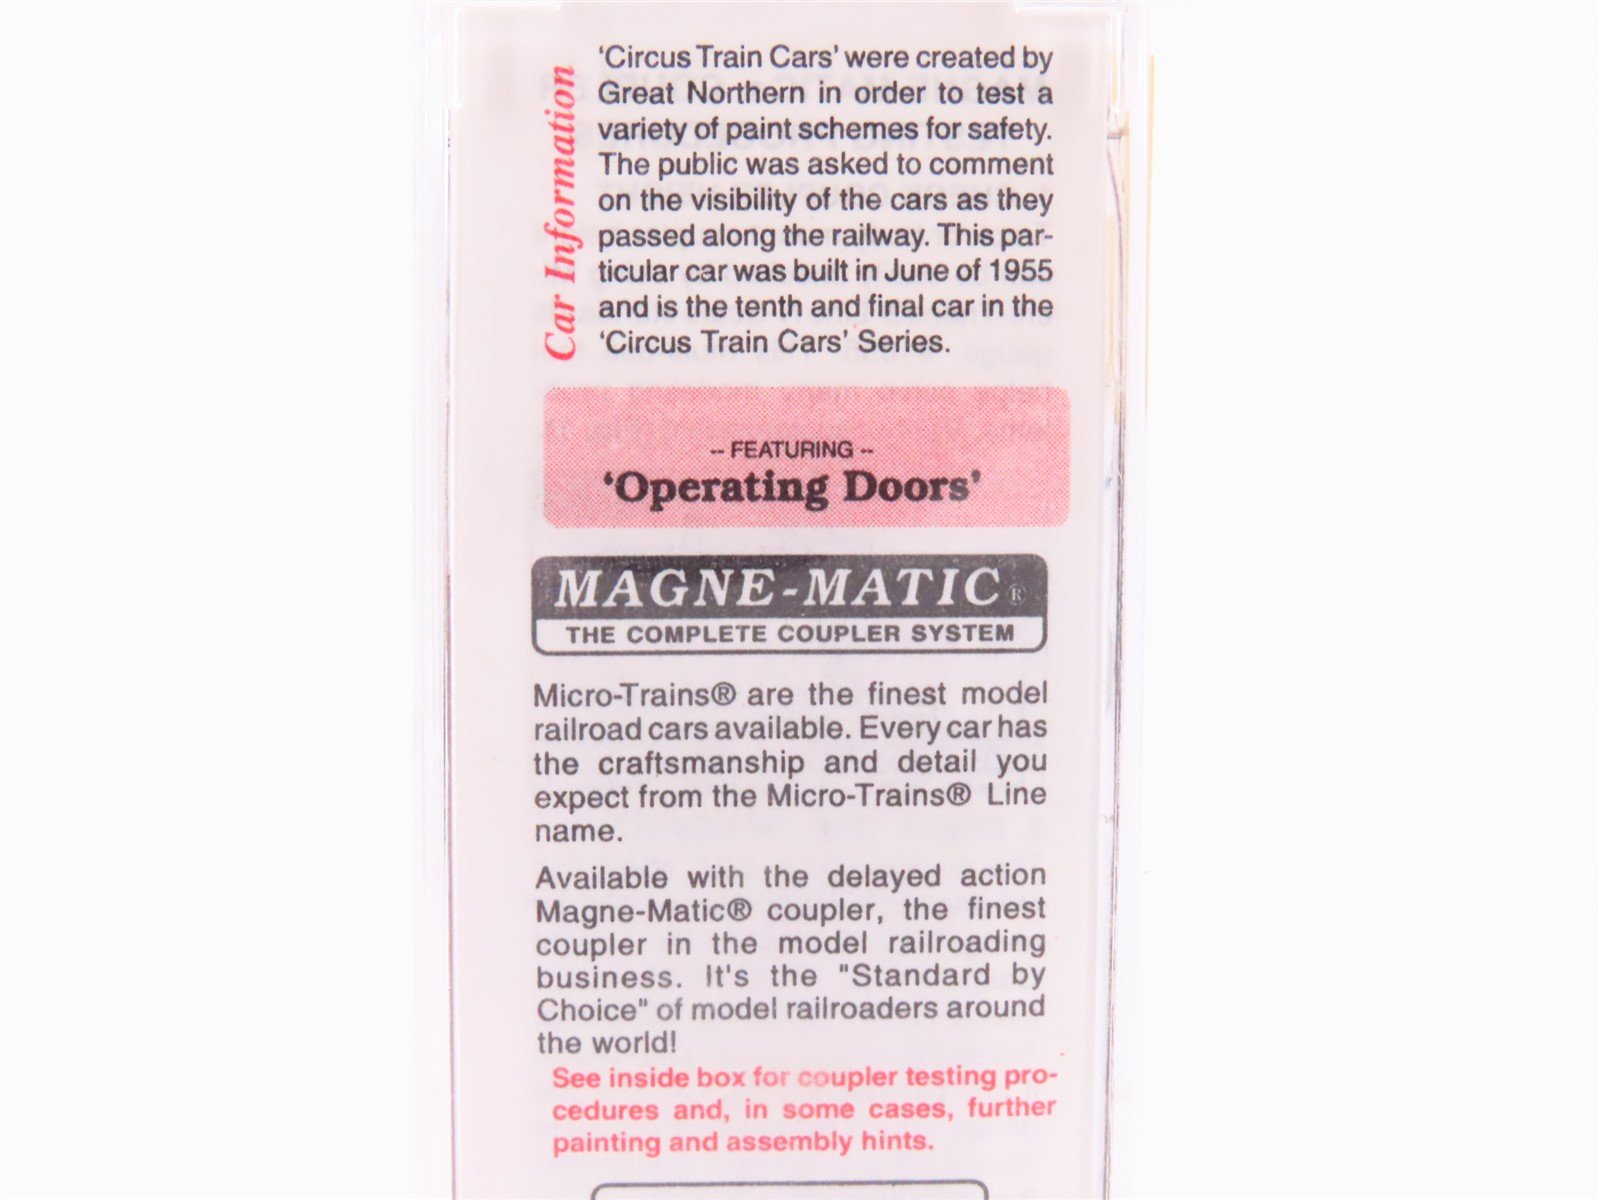 Car Information
‘Circus Train Cars’ were created by
Great Northern in order to test a
variety of paint schemes for safety.
The public was asked to comment
on the visibility of the cars as they
passed along the railway. This par-
ticular car was built in June of 1955
and is the tenth and final car in the
‘Circus Train Cars’ Series.
-- FEATURING --
‘Operating Doors’
MAGNE-MATIC®
THE COMPLETE COUPLER SYSTEM
Micro-Trains® are the finest model
railroad cars available. Every car has
the craftsmanship and detail you
expect from the Micro-Trains® Line
name.
Available with the delayed action
Magne-Matic® coupler, the finest
coupler in the model railroading
business. It's the "Standard by
Choice" of model railroaders around
the world!
See inside box for coupler testing pro-
cedures and, in some cases, further
painting and assembly hints.